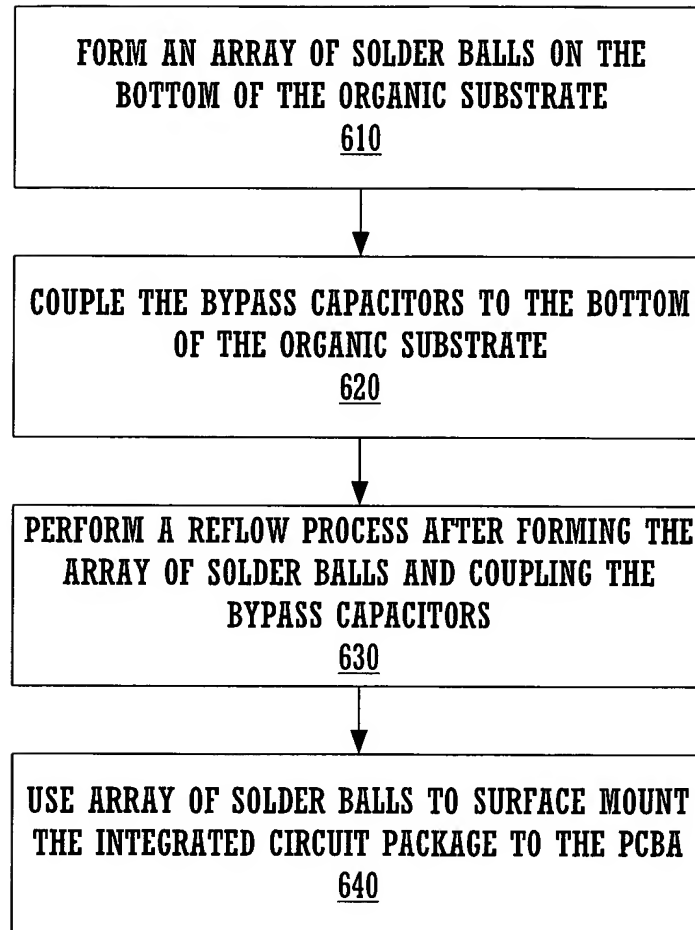 FORM AN ARRAY OF SOLDER BALLS ON THE
BOTTOM OF THE ORGANIC SUBSTRATE
610
COUPLE THE BYPASS CAPACITORS TO THE BOTTOM
OF THE ORGANIC SUBSTRATE
620
PERFORM A REFLOW PROCESS AFTER FORMING THE
ARRAY OF SOLDER BALLS AND COUPLING THE
BYPASS CAPACITORS
630
USE ARRAY OF SOLDER BALLS TO SURFACE MOUNT
THE INTEGRATED CIRCUIT PACKAGE TO THE PCBA
640